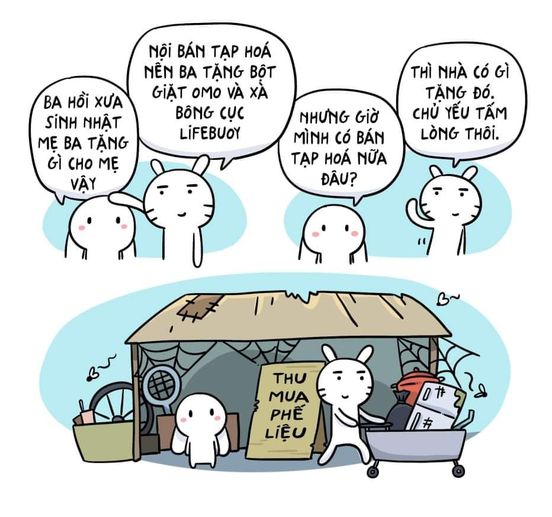 BA HỒI XƯA
SINH NHẬT
MẸ BA TẶNG
GÌ CHO MẸ
VẬY
NỘI BÁN TẠP HOÁ
NÊN BA TẶNG BỘT
GIẶT OMO VÀ XÀ
BÔNG CỤC
LIFEBUOY
NHƯNG GIỜ
MÌNH CÓ BÁN
TẠP HOÁ NỮA
ĐÂU?
THÌ NHÀ CÓ GÌ
TẶNG ĐÓ.
CHỦ YẾU TẤM
LÒNG THÔI.
THU
MUA
PHẾ
LIỆU